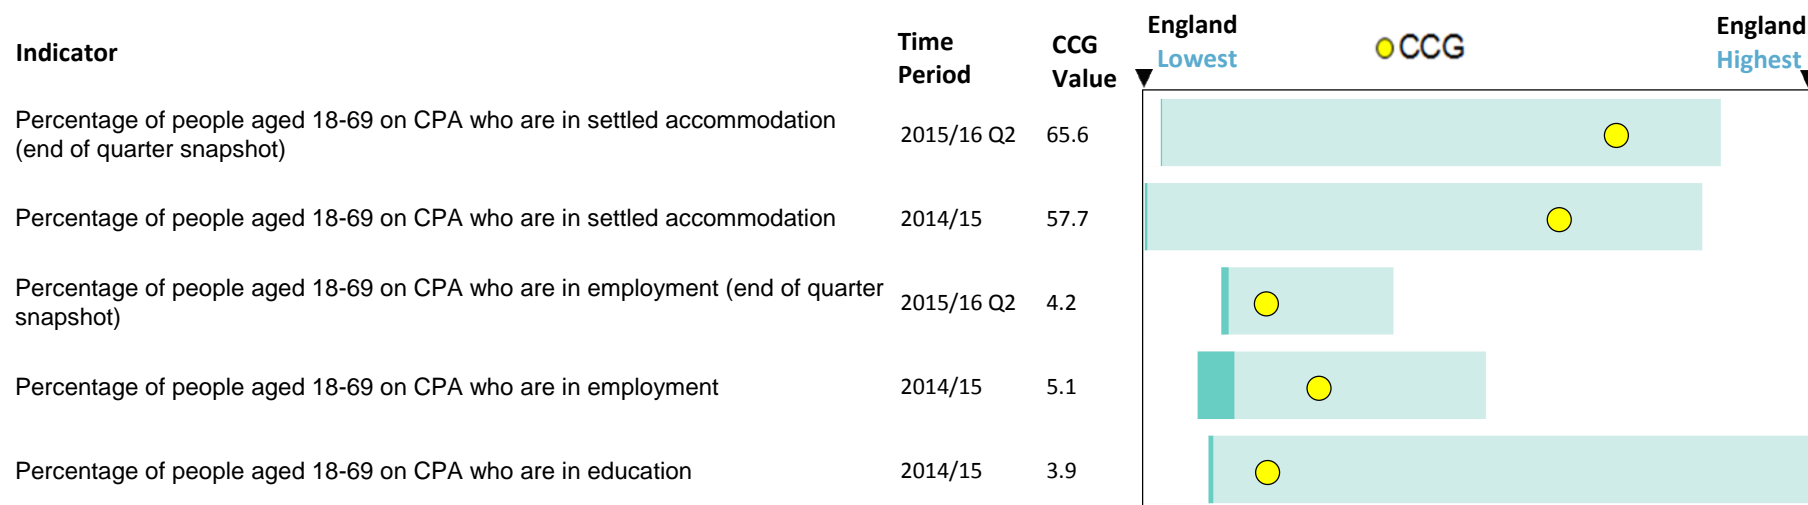 Indicator
Time Period
CCG Value
England Lowest
CCG
England Highest
Percentage of people aged 18-69 on CPA who are in settled accommodation
(end of quarter snapshot)
2015/16 Q2
65.6
Percentage of people aged 18-69 on CPA who are in settled accommodation
2014/15
57.7
Percentage of people aged 18-69 on CPA who are in employment (end of quarter
snapshot)
2015/16 Q2
4.2
Percentage of people aged 18-69 on CPA who are in employment
2014/15
5.1
Percentage of people aged 18-69 on CPA who are in education
2014/15
3.9